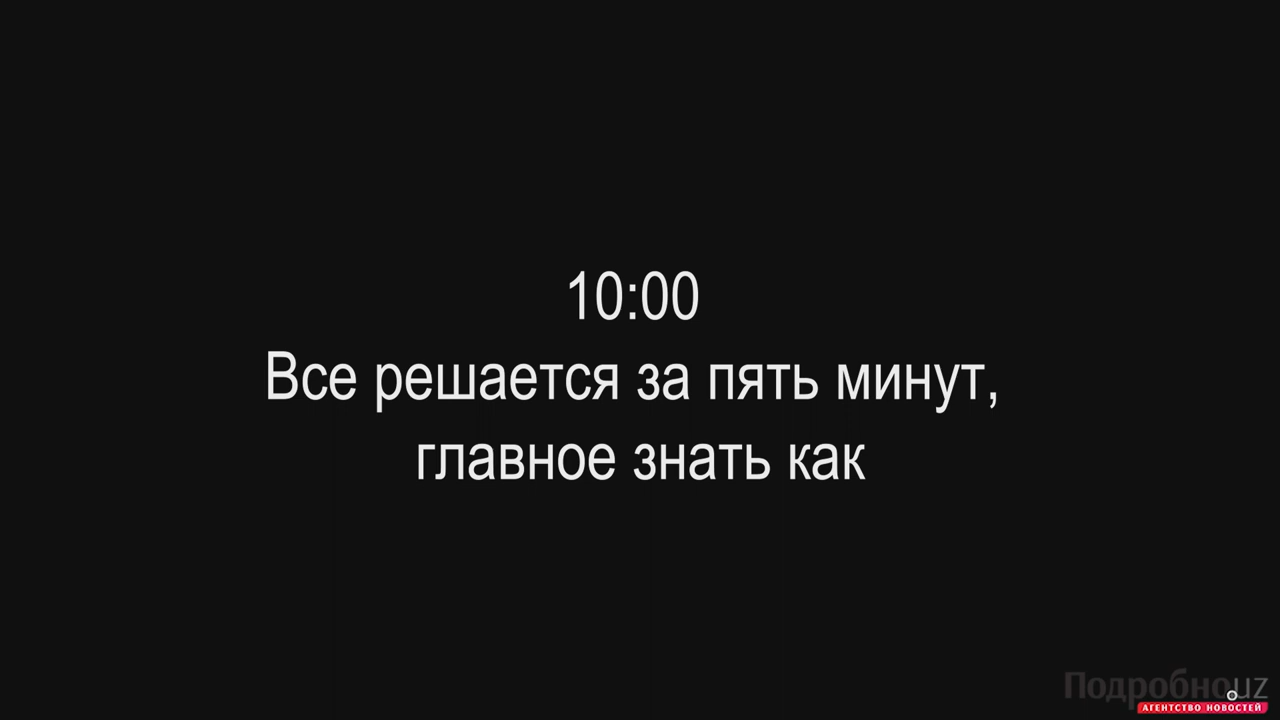 10:00
Все решается за пять минут,
главное знать как
Подробно.uz
АГЕНТСТВО НОВОСТЕЙ